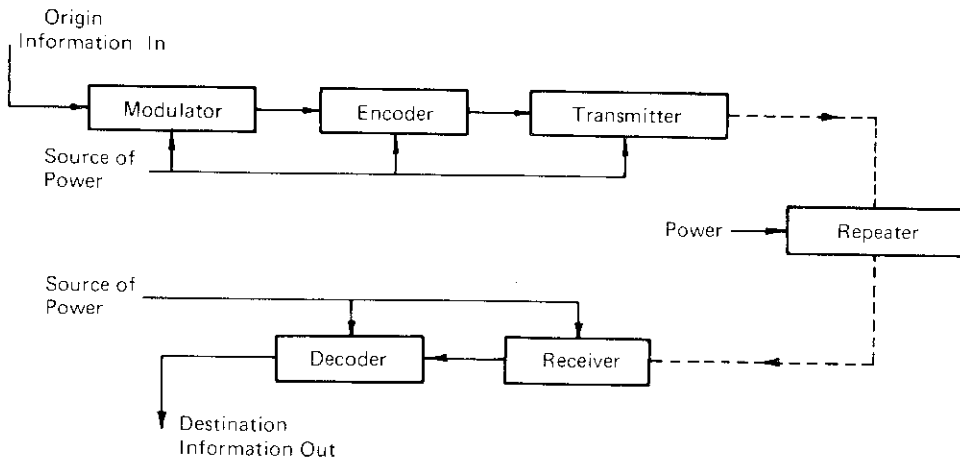 Origin
Information In
Modulator
Encoder
Transmitter
Source of
Power
Power
Repeater
Source of
Power
Decoder
Receiver
Destination
Information Out